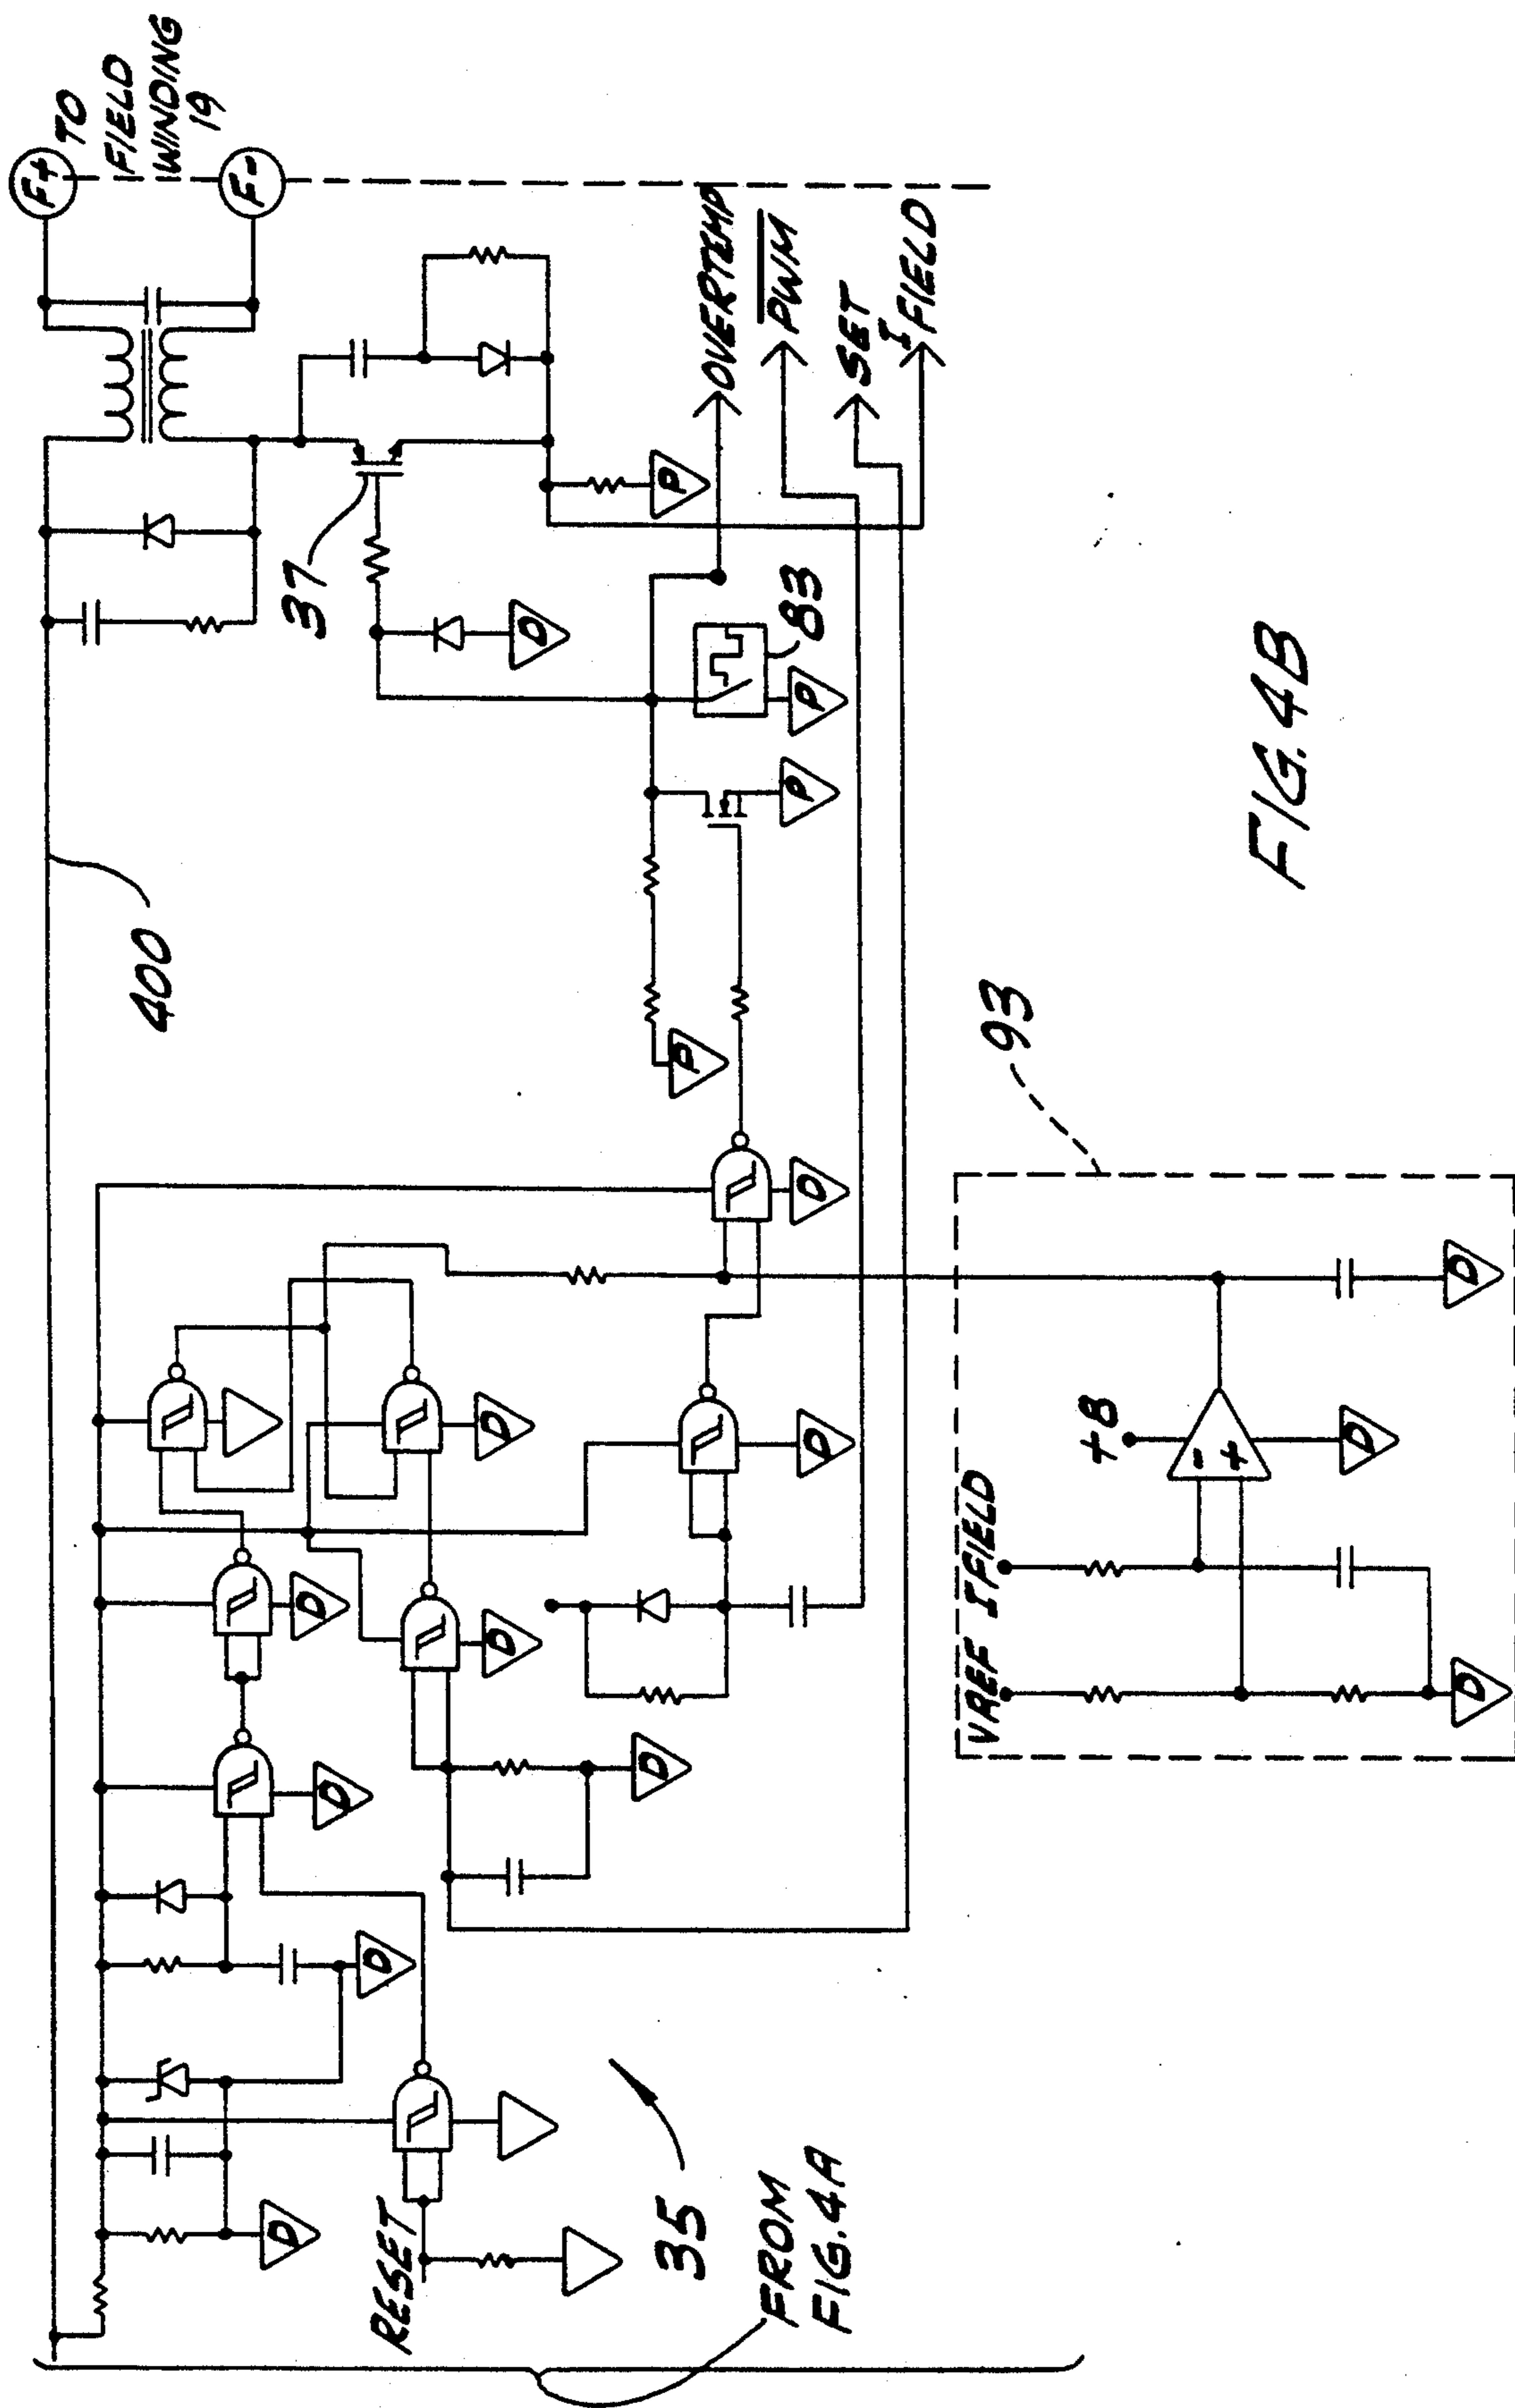 F+
TO
FIELD
WINDING
19
F-
400
37
D
83
P
P
P
P
OVERTEMP
PWM
SET
I FIELD
D
D
D
D
D
D
D
D
D
RESET
35
FROM
FIG. 4A
93
VREF
IFIELD
+8
-
+
D
D
D
FIG. 4B